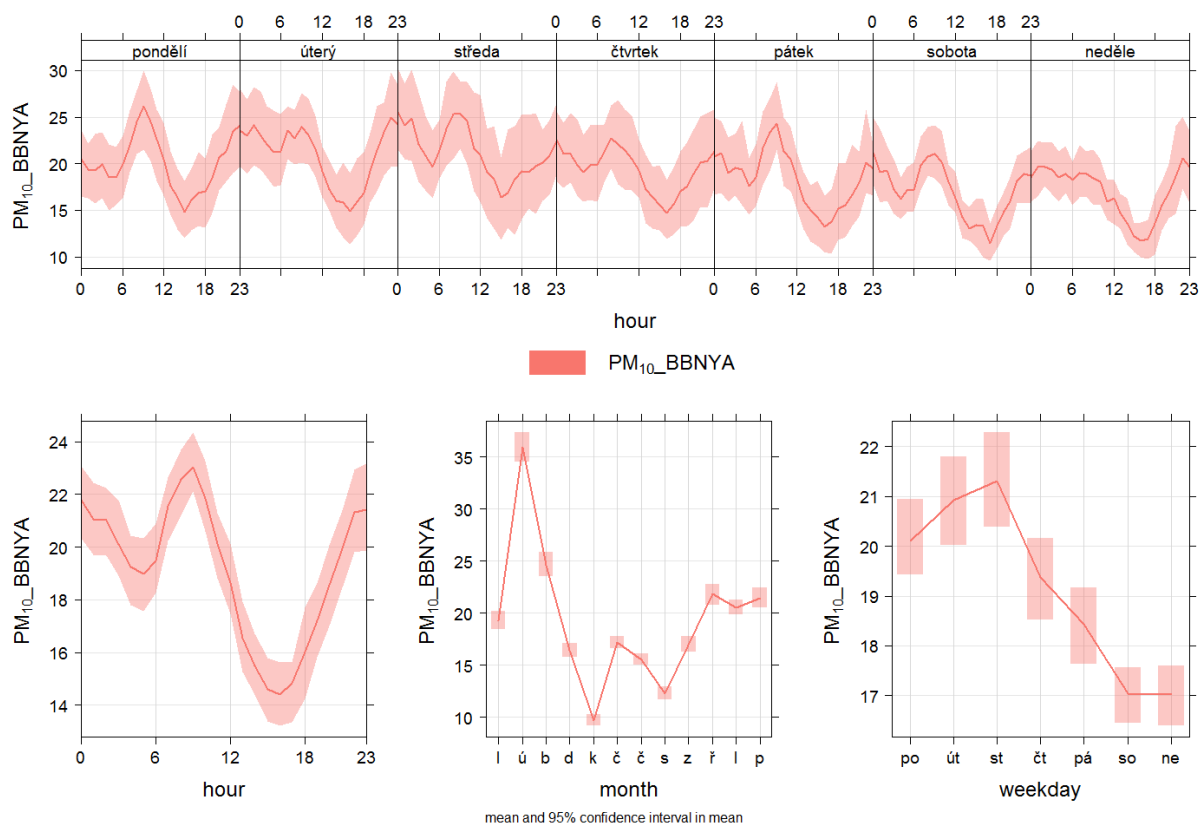 0 6 12 18 23 0 6 12 18 23 0 6 12 18 23
pondělí úterý středa čtvrtek pátek sobota neděle
30
25
20
15
10
PM₁₀_BBNYA
0 6 12 18 23 0 6 12 18 23 0 6 12 18 23 0 6 12 18 23
hour
PM₁₀_BBNYA
24
22
20
18
16
14
PM₁₀_BBNYA
0 6 12 18 23
hour
35
30
25
20
15
10
PM₁₀_BBNYA
l ú b d k č č s z ř l p
month
22
21
20
19
18
17
PM₁₀_BBNYA
po út st čt pá so ne
weekday
mean and 95% confidence interval in mean